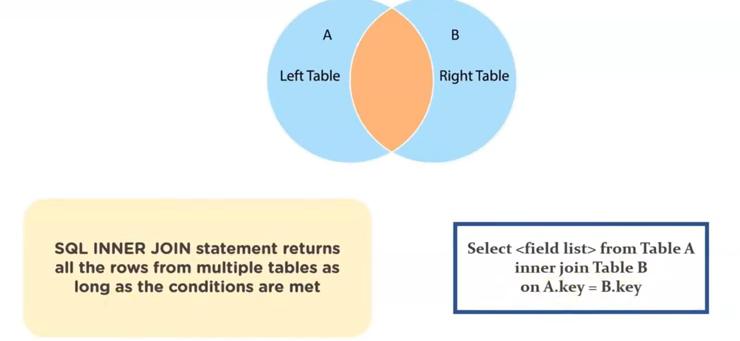 A
B
Left Table
Right Table
SQL INNER JOIN statement returns
all the rows from multiple tables as
long as the conditions are met
Select <field list> from Table A
inner join Table B
on A.key = B.key